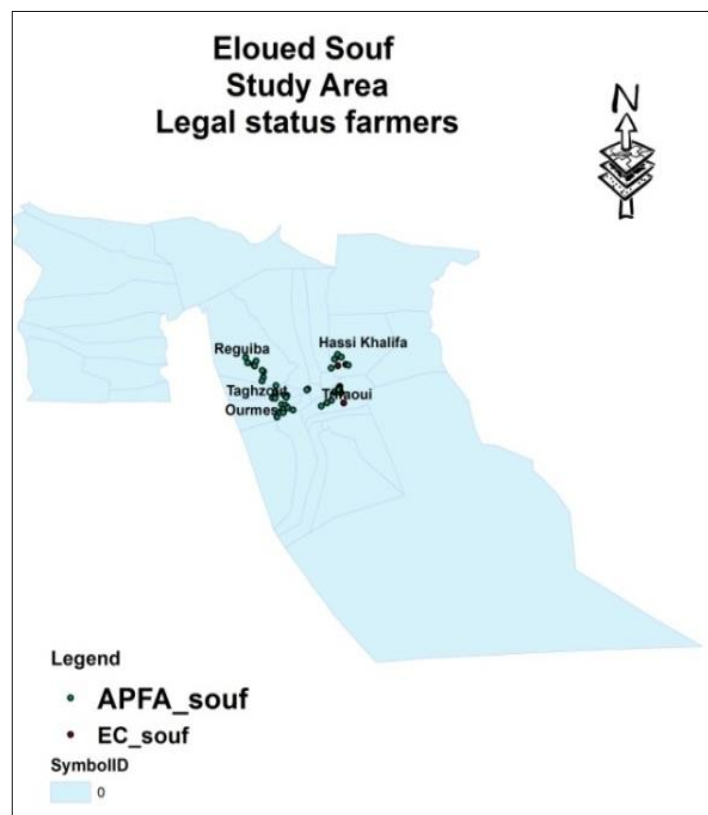 Eloued Souf
Study Area
Legal status farmers
N
Hassi Khalifa
Reguiba
Ourmes
Legend
APFA_souf
EC_souf
SymbolID
0